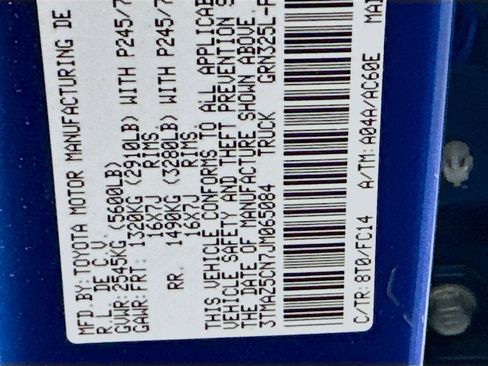 MFD BY: TOYOTA MOTOR MANUFACTURING DE
R.L. DE C.V.
GVWR: 2545KG (5600LB)
GAWR: FRT: 1320KG (2910LB) WITH P245/7
16X7J RIMS,
RR. 1490KG (3280LB) WITH P245/7
16X7J RIMS,
THIS VEHICLE CONFORMS TO ALL APPLICAB
VEHICLE SAFETY AND THEFT PREVENTION S
THE DATE OF MANUFACTURE SHOWN ABOVE.
3TMAZ5CN7JM065084 TRUCK GRN325L-
C/TR: 8T0/FC14 A/TM: A04A/AC60E